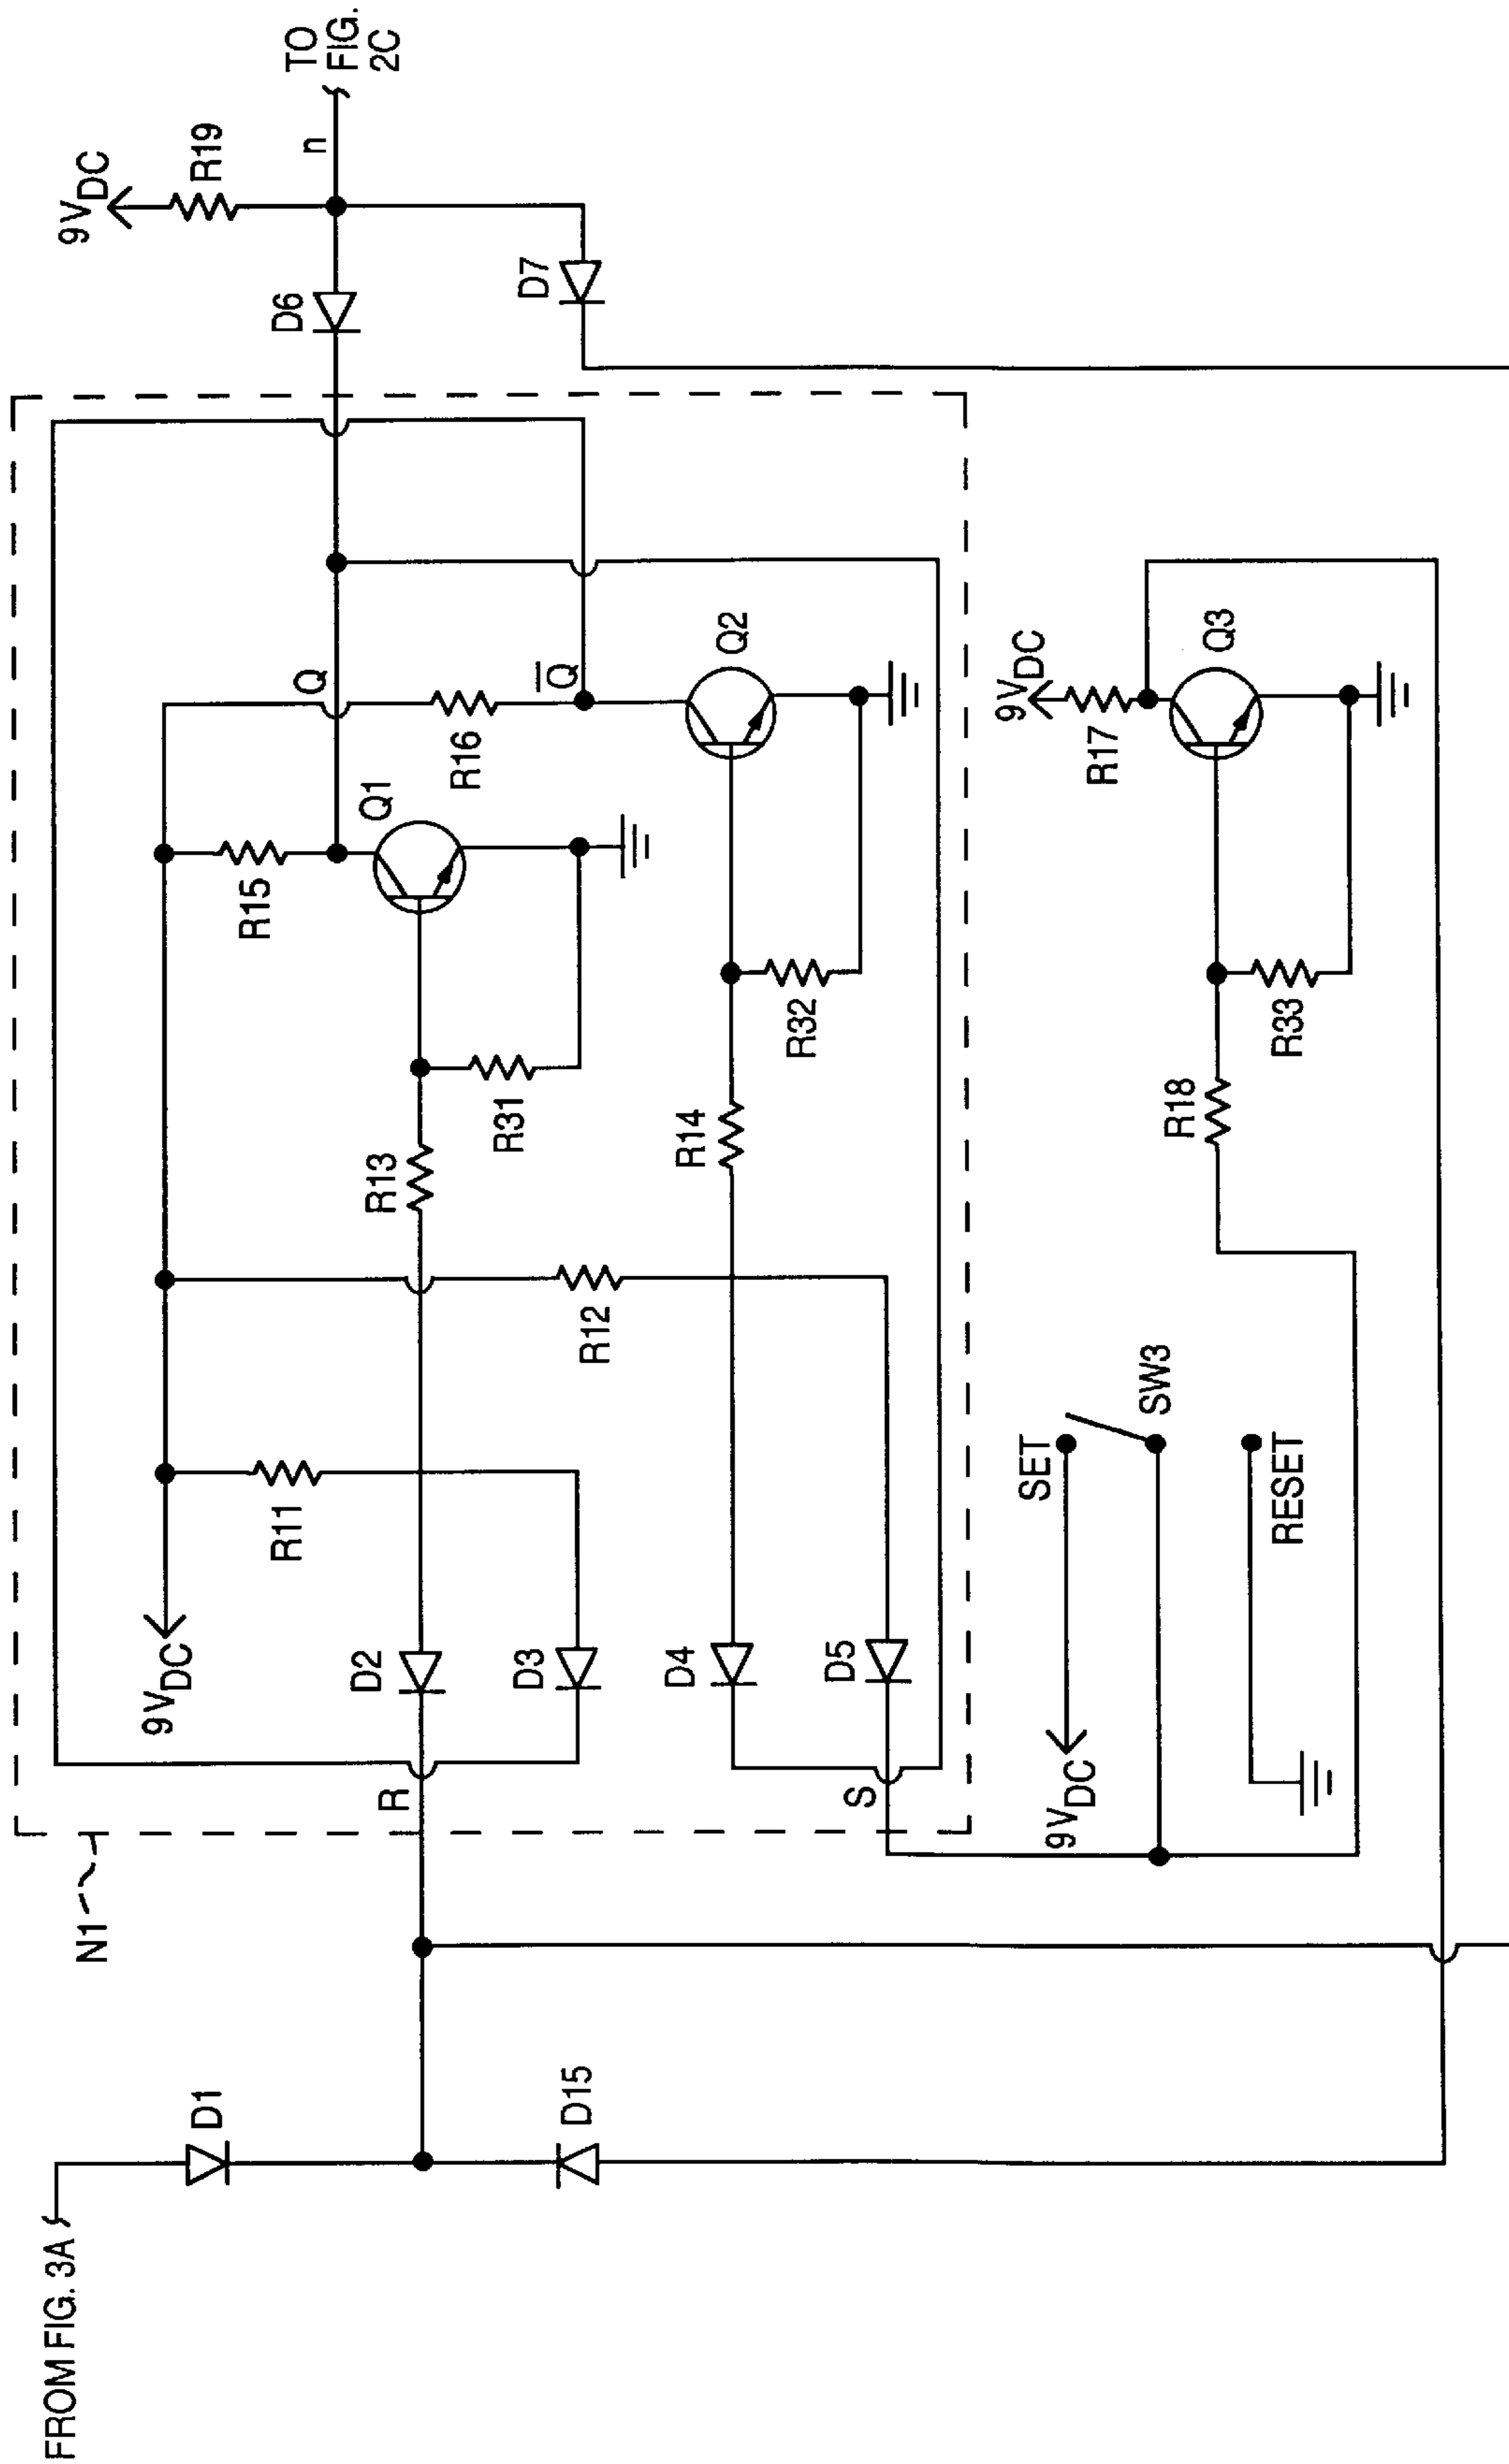 FROM FIG. 3A
N1
9VDC
R11
R15
9VDC
R19
TO
FIG.
2C
n
D1
R
D2
R13
Q1
Q
D6
D15
D3
R12
R31
R16
Q̅
D7
D4
R14
S
D5
R32
Q2
9VDC
SET
SW3
RESET
R18
R33
9VDC
R17
Q3